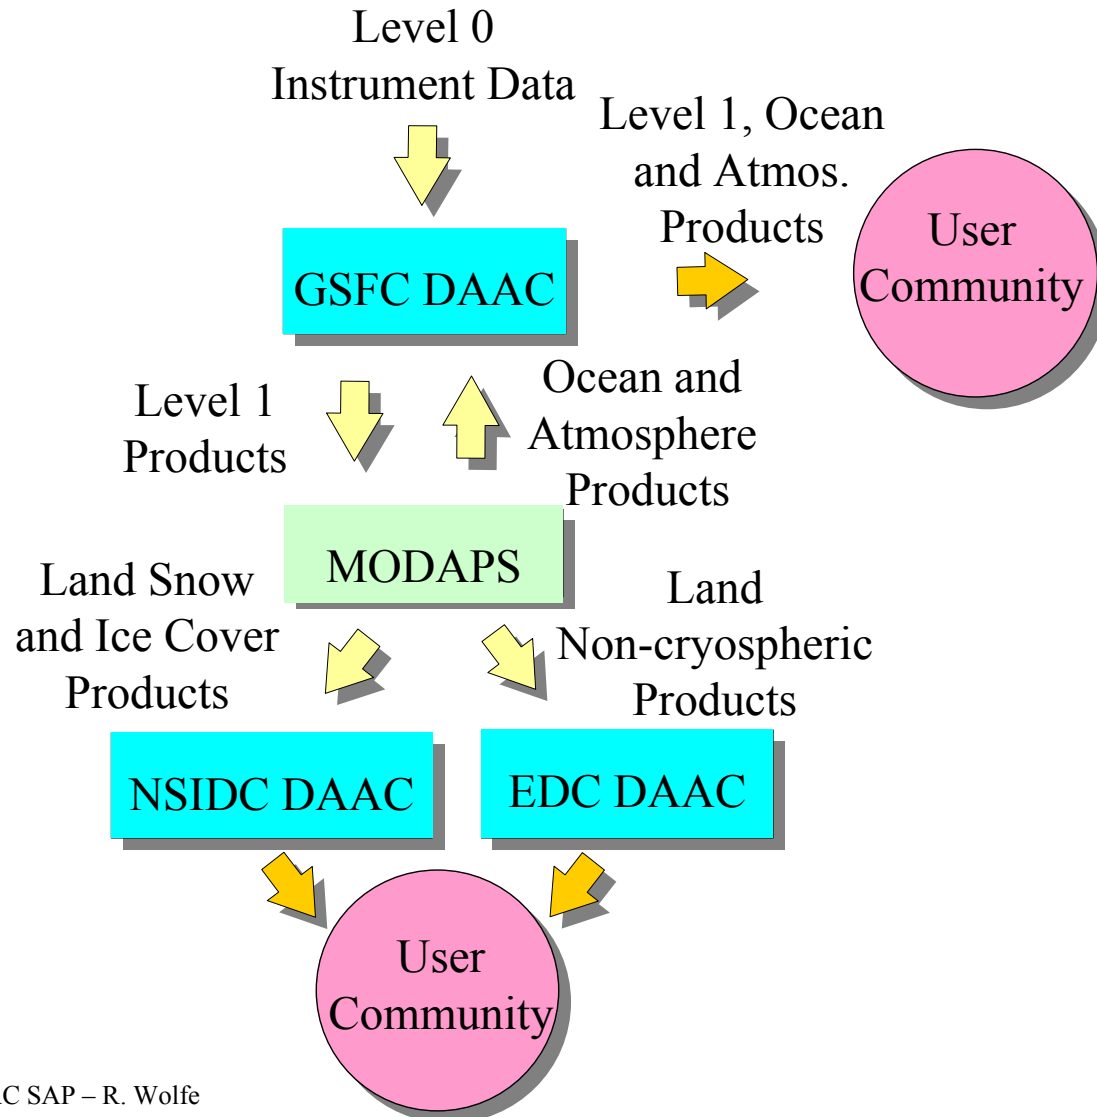 Level 0
Instrument Data
Level 1, Ocean
and Atmos.
Products
User
Community
GSFC DAAC
Level 1
Products
Ocean and
Atmosphere
Products
MODAPS
Land Snow
and Ice Cover
Products
Land
Non-cryospheric
Products
NSIDC DAAC
EDC DAAC
User
Community
SAP – R. Wolfe